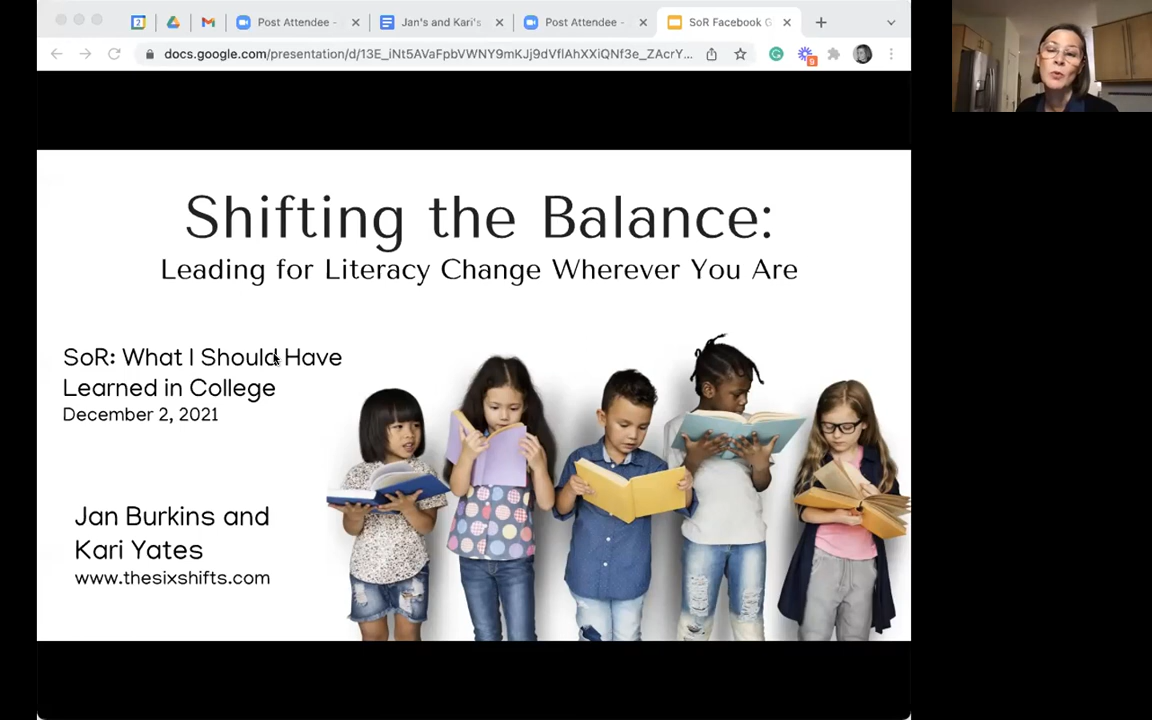 2
Post Attendee -
Jan's and Kari's
Post Attendee -
SoR Facebook G
docs.google.com/presentation/d/13E_iNt5AVaFpbVWNY9mKJj9dVflAhXXiQNf3e_ZAcrY...
9
Shifting the Balance:
Leading for Literacy Change Wherever You Are
SoR: What I Should Have
Learned in College
December 2, 2021
Jan Burkins and
Kari Yates
www.thesixshifts.com